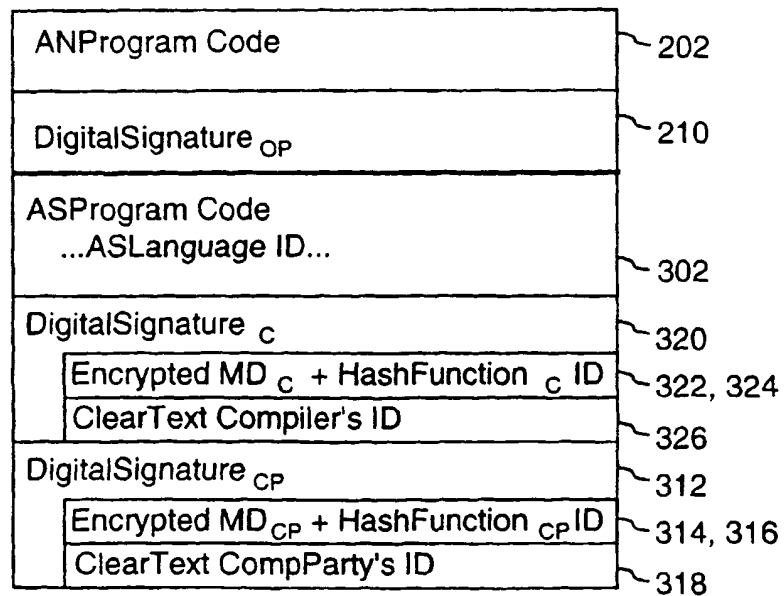 ANProgram Code 202
DigitalSignature OP 210
ASProgram Code
...ASLanguage ID... 302
DigitalSignature C 320
Encrypted MD C + HashFunction C ID 322, 324
ClearText Compiler's ID 326
DigitalSignature CP 312
Encrypted MD CP + HashFunction CP ID 314, 316
ClearText CompParty's ID 318